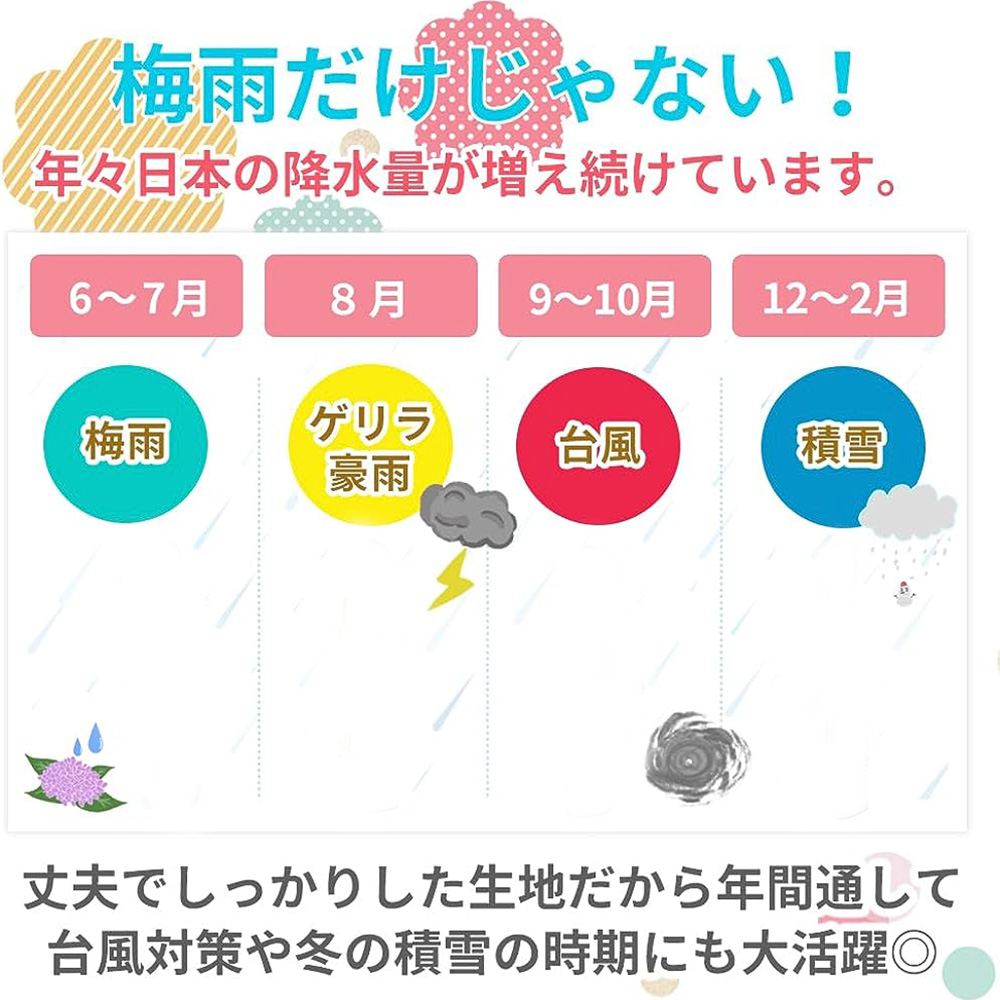 梅雨だけじゃない！
年々日本の降水量が増え続けています。
6～7月
8月
9～10月
12～2月
梅雨
ゲリラ
豪雨
台風
積雪
丈夫でしっかりした生地だから年間通して
台風対策や冬の積雪の時期にも大活躍◎